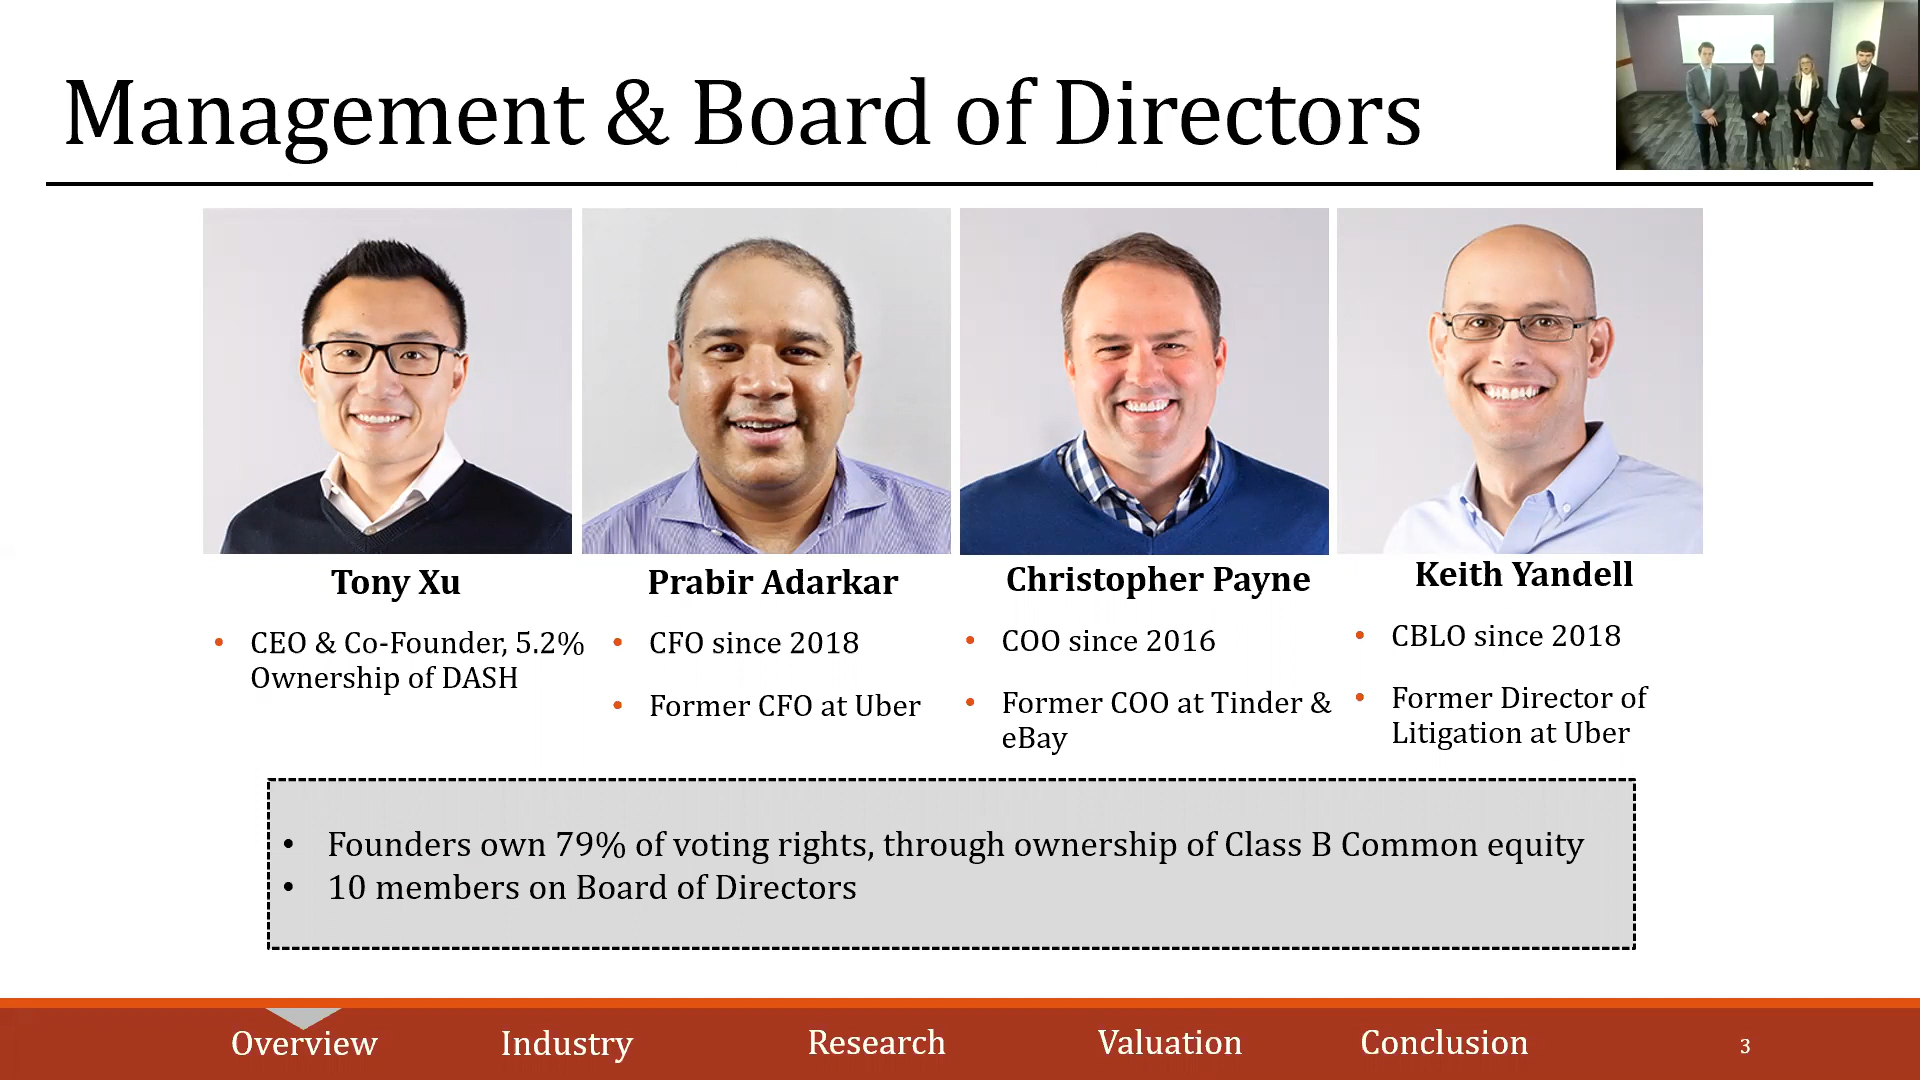 Management & Board of Directors
Tony Xu
• CEO & Co-Founder, 5.2%
Ownership of DASH
Prabir Adarkar
• CFO since 2018
• Former CFO at Uber
Christopher Payne
• COO since 2016
• Former COO at Tinder &
eBay
Keith Yandell
• CBLO since 2018
• Former Director of
Litigation at Uber
• Founders own 79% of voting rights, through ownership of Class B Common equity
• 10 members on Board of Directors
Overview Industry Research Valuation Conclusion 3